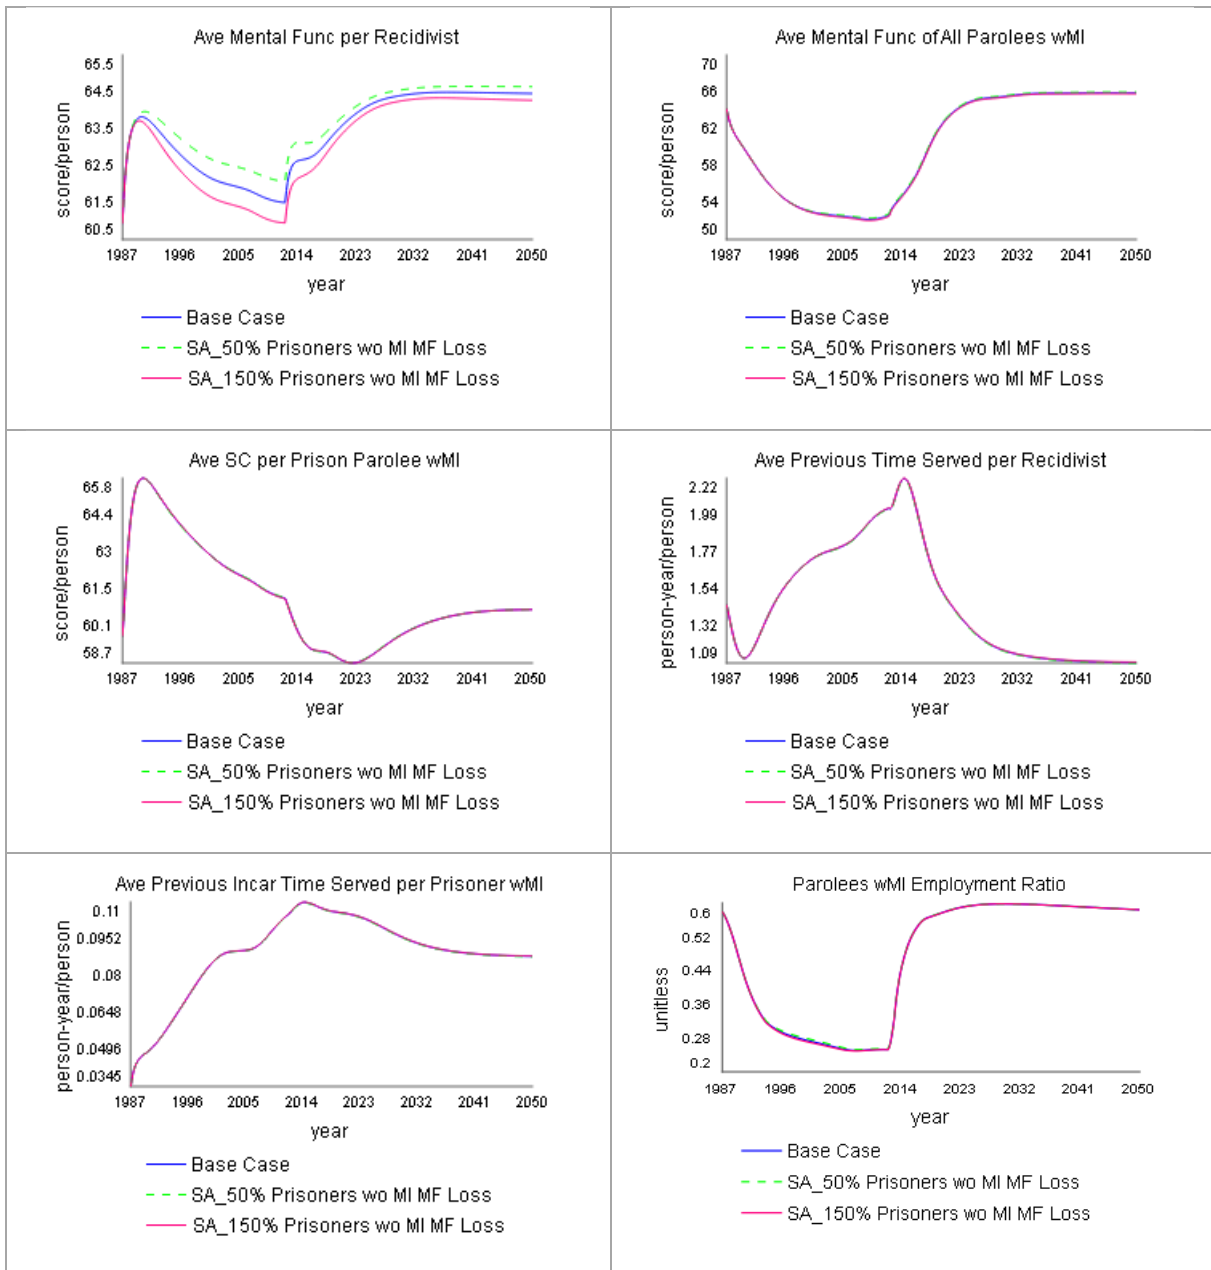 Ave Mental Func per Recidivist
65.5
64.5
63.5
62.5
61.5
60.5
score/person
1987 1996 2005 2014 2023 2032 2041 2050
year
Base Case
SA_50% Prisoners wo MI MF Loss
SA_150% Prisoners wo MI MF Loss
Ave Mental Func of All Parolees wMI
70
66
62
58
54
50
score/person
1987 1996 2005 2014 2023 2032 2041 2050
year
Base Case
SA_50% Prisoners wo MI MF Loss
SA_150% Prisoners wo MI MF Loss
Ave SC per Prison Parolee wMI
65.8
64.4
63
61.5
60.1
58.7
score/person
1987 1996 2005 2014 2023 2032 2041 2050
year
Base Case
SA_50% Prisoners wo MI MF Loss
SA_150% Prisoners wo MI MF Loss
Ave Previous Time Served per Recidivist
2.22
1.99
1.77
1.54
1.32
1.09
person-year/person
1987 1996 2005 2014 2023 2032 2041 2050
year
Base Case
SA_50% Prisoners wo MI MF Loss
SA_150% Prisoners wo MI MF Loss
Ave Previous Incar Time Served per Prisoner wMI
0.11
0.0952
0.08
0.0648
0.0496
0.0345
person-year/person
1987 1996 2005 2014 2023 2032 2041 2050
year
Base Case
SA_50% Prisoners wo MI MF Loss
SA_150% Prisoners wo MI MF Loss
Parolees wMI Employment Ratio
0.6
0.52
0.44
0.36
0.28
0.2
unitless
1987 1996 2005 2014 2023 2032 2041 2050
year
Base Case
SA_50% Prisoners wo MI MF Loss
SA_150% Prisoners wo MI MF Loss